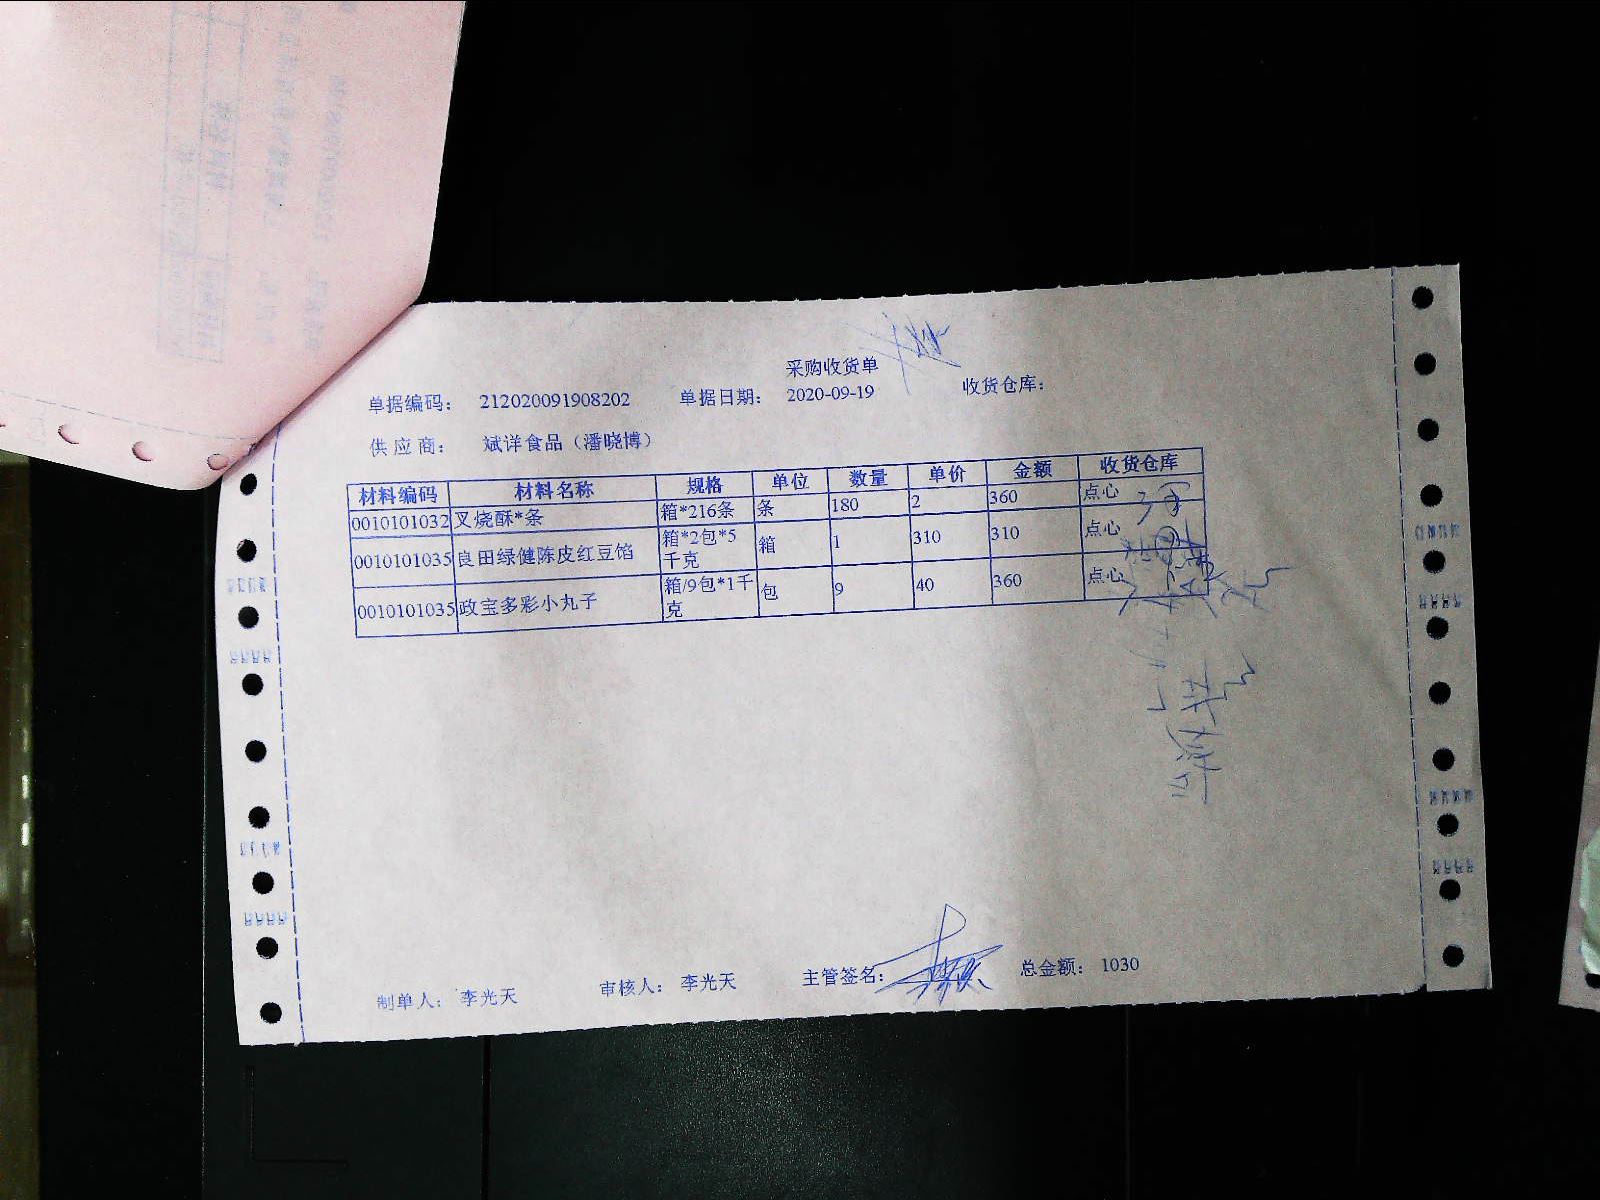 采购收货单
单据编码： 212020091908202 单据日期： 2020-09-19 收货仓库：
供 应 商： 斌详食品（潘晓博）
材料编码 材料名称 规格 单位 数量 单价 金额 收货仓库
0010101032 叉烧酥*条 箱*216条 条 180 2 360 点心
0010101035 良田绿健陈皮红豆馅 箱*2包*5千克 箱 1 310 310 点心
0010101035 政宝多彩小丸子 箱/9包*1千克 包 9 40 360 点心
制单人： 李光天 审核人： 李光天 主管签名： 总金额： 1030